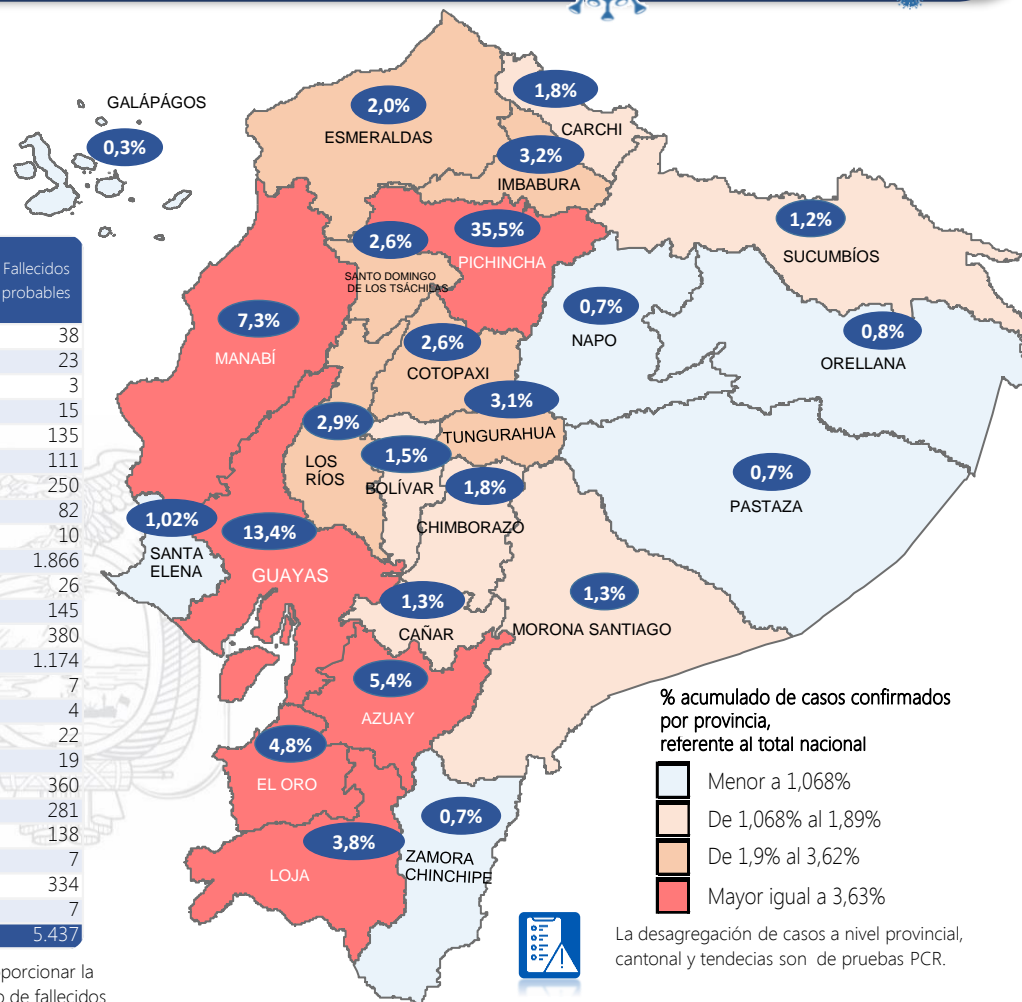 GALÁPÁGOS
0,3%
2,0%
ESMERALDAS
1,8%
CARCHI
3,2%
IMBABURA
1,2%
SUCUMBÍOS
35,5%
PICHINCHA
2,6%
SANTO DOMINGO
DE LOS TSÁCHILAS
7,3%
MANABÍ
0,7%
NAPO
0,8%
ORELLANA
2,6%
COTOPAXI
3,1%
TUNGURAHUA
2,9%
LOS
RÍOS
1,5%
BOLÍVAR
1,8%
CHIMBORAZO
0,7%
PASTAZA
1,02%
SANTA
ELENA
13,4%
GUAYAS
1,3%
CAÑAR
1,3%
MORONA SANTIAGO
5,4%
AZUAY
4,8%
EL ORO
3,8%
LOJA
0,7%
ZAMORA
CHINCHIPE
Fallecidos
probables
38
23
3
15
135
111
250
82
10
1.866
26
145
380
1.174
7
4
22
19
360
281
138
7
334
7
5.437
oporcionar la
o de fallecidos
% acumulado de casos confirmados
por provincia,
referente al total nacional
Menor a 1,068%
De 1,068% al 1,89%
De 1,9% al 3,62%
Mayor igual a 3,63%
La desagregación de casos a nivel provincial,
cantonal y tendecias son de pruebas PCR.